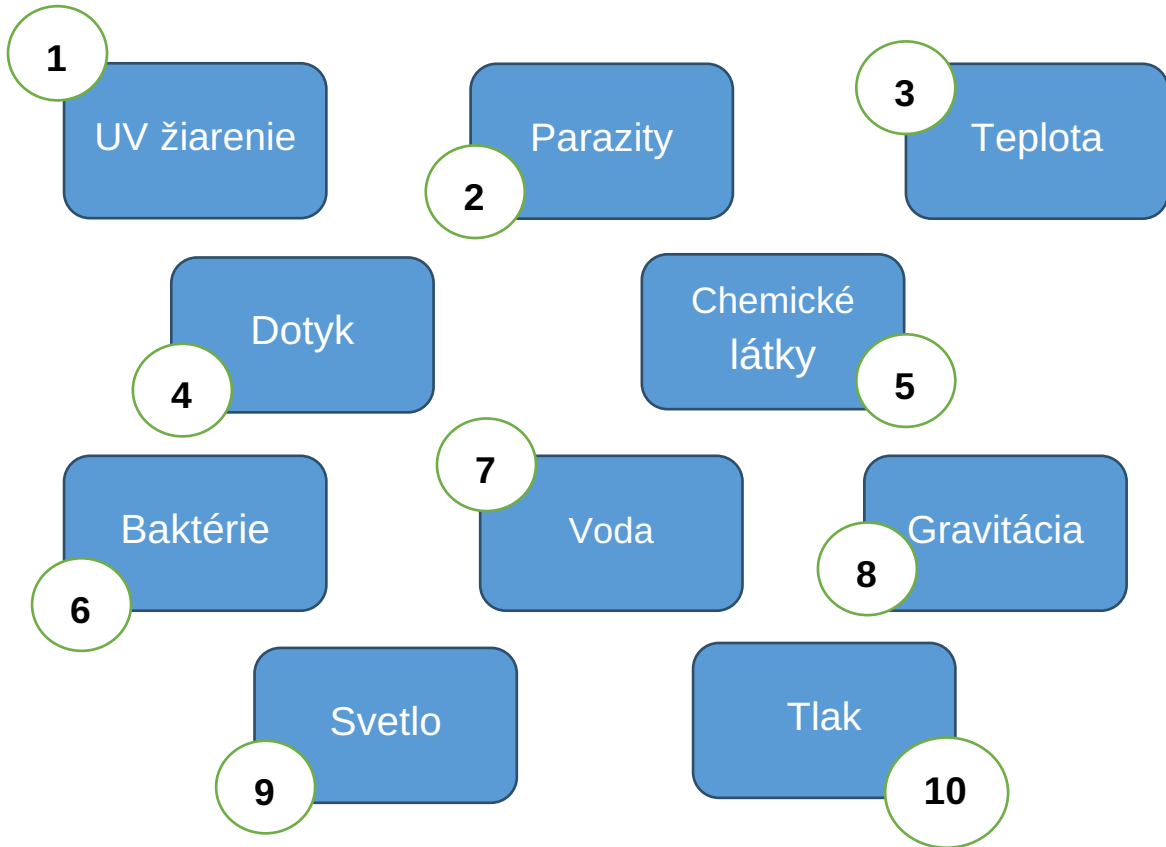 1
UV žiarenie
2
Parazity
3
Teplota
4
Dotyk
5
Chemické
látky
6
Baktérie
7
Voda
8
Gravitácia
9
Svetlo
10
Tlak